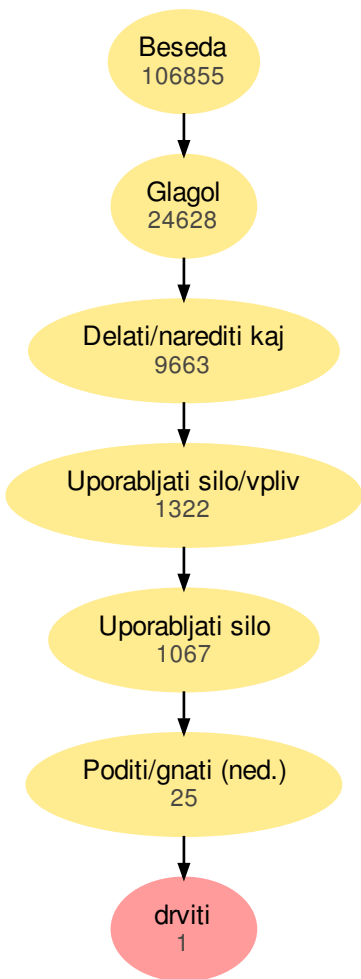 Beseda
106855
Glagol
24628
Delati/narediti kaj
9663
Uporabljati silo/vpliv
1322
Uporabljati silo
1067
Poditi/gnati (ned.)
25
drviti
1